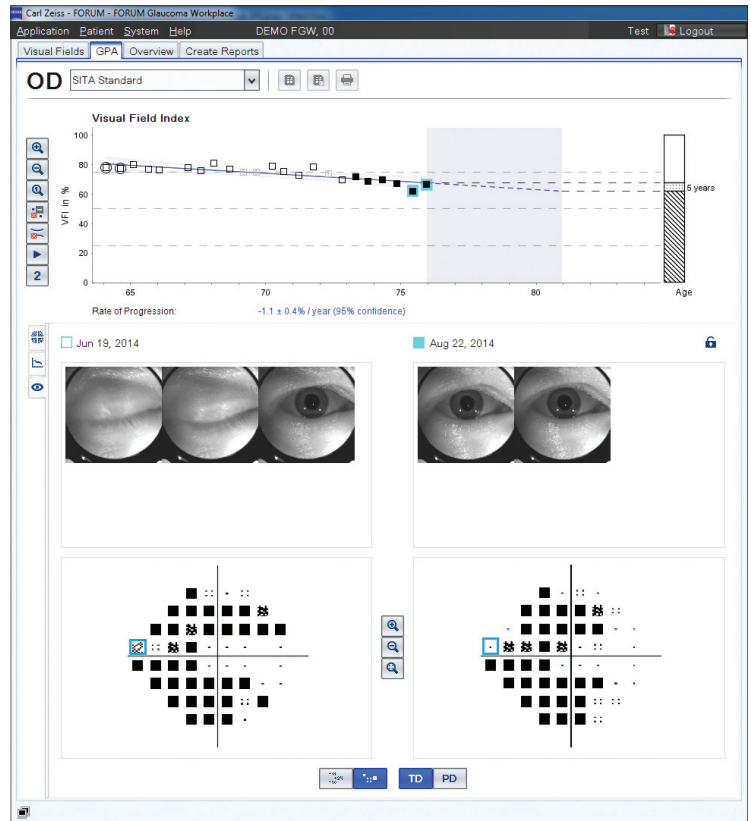 Carl Zeiss - FORUM - FORUM Glaucoma Workplace
Application Patient System Help DEMO FGW, 00 Test Logout
Visual Fields GPA Overview Create Reports
OD SITA Standard
Visual Field Index
100
80
60
40
20
0
VFI in %
65 70 75 80 Age
5 years
2
Rate of Progression: -1.1 ± 0.4% / year (95% confidence)
Jun 19, 2014 Aug 22, 2014
TD PD